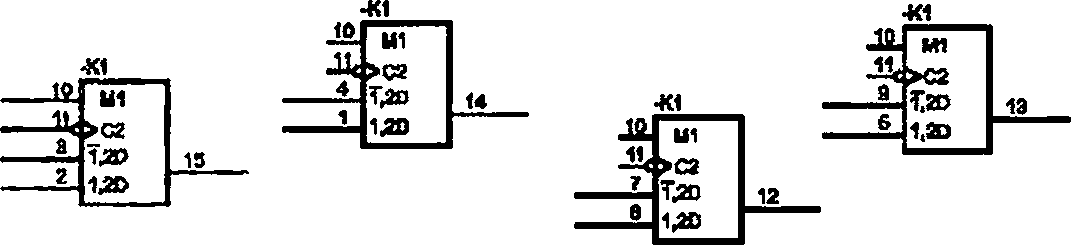 -K1
10 M1
11 C2
3 1̅,2D
15
2 1,2D
-K1
10 M1
11 C2
4 1̅,2D
14
1 1,2D
-K1
10 M1
11 C2
7 1̅,2D
12
6 1,2D
-K1
10 M1
11 C2
9 1̅,2D
13
5 1,2D